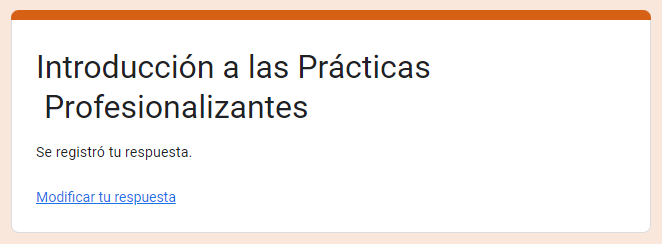 Introducción a las Prácticas
Profesionalizantes
Se registró tu respuesta.
Modificar tu respuesta